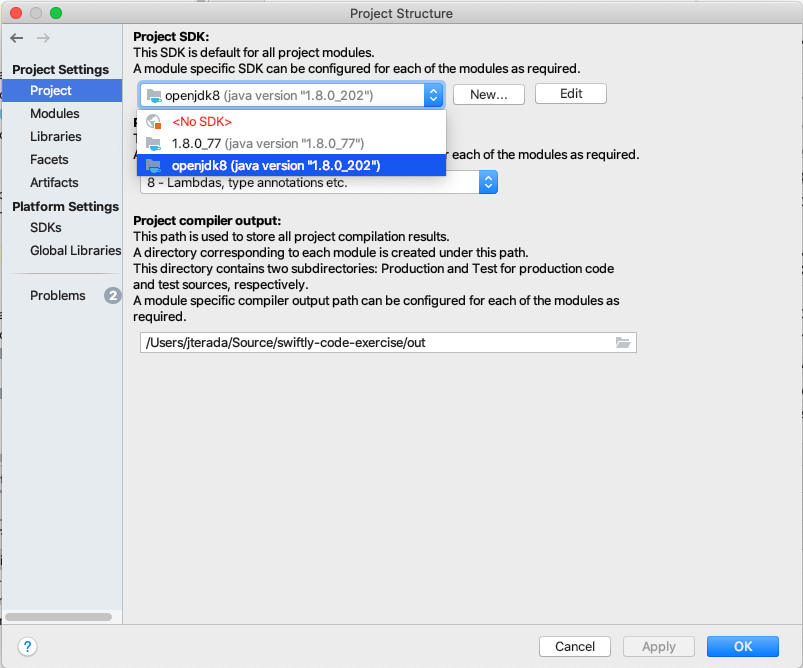 Project Structure
Project Settings
Project
Modules
Libraries
Facets
Artifacts
Platform Settings
SDKs
Global Libraries
Problems
2
Project SDK:
This SDK is default for all project modules.
A module specific SDK can be configured for each of the modules as required.
openjdk8 (java version "1.8.0_202")
New...
Edit
<No SDK>
1.8.0_77 (java version "1.8.0_77")
openjdk8 (java version "1.8.0_202")
r each of the modules as required.
8 - Lambdas, type annotations etc.
Project compiler output:
This path is used to store all project compilation results.
A directory corresponding to each module is created under this path.
This directory contains two subdirectories: Production and Test for production code
and test sources, respectively.
A module specific compiler output path can be configured for each of the modules as
required.
/Users/jterada/Source/swiftly-code-exercise/out
?
Cancel
Apply
OK